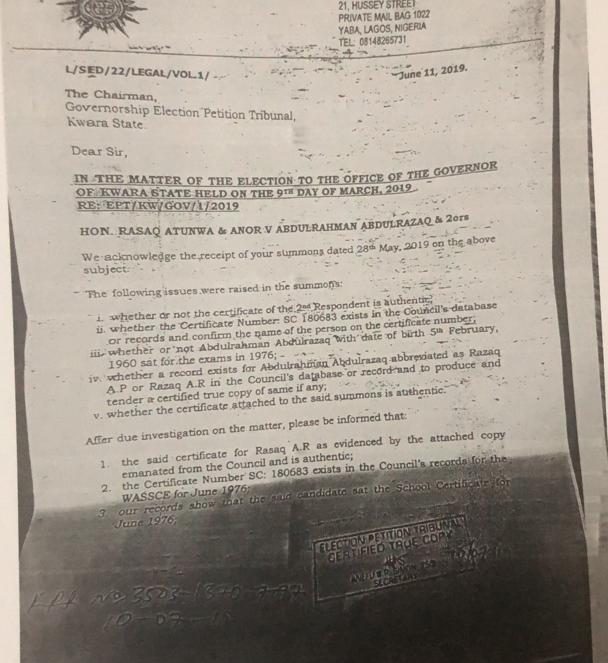 21, HUSSEY STREET
PRIVATE MAIL BAG 1022
YABA, LAGOS, NIGERIA
TEL: 08148265731
L/SED/22/LEGAL/VOL.1/
June 11, 2019.
The Chairman,
Governorship Election Petition Tribunal,
Kwara State
Dear Sir,
IN THE MATTER OF THE ELECTION TO THE OFFICE OF THE GOVERNOR
OF KWARA STATE HELD ON THE 9TH DAY OF MARCH, 2019
RE: EPT/KW/GOV/1/2019
HON. RASAQ ATUNWA & ANOR V ABDULRAHMAN ABDULRAZAQ & 2ors
We acknowledge the receipt of your summons dated 28th May, 2019 on the above
subject.
The following issues were raised in the summons:
i. whether or not the certificate of the 2nd Respondent is authentic;
ii. whether the Certificate Number: SC 180683 exists in the Council's database
or records and confirm the name of the person on the certificate number;
iii. whether or not Abdulrahman Abdulrazaq with date of birth 5th February,
1960 sat for the exams in 1976;
iv. whether a record exists for Abdulrahman Abdulrazaq abbreviated as Razaq
A.P or Razaq A.R in the Council's database or record and to produce and
tender a certified true copy of same if any;
v. whether the certificate attached to the said summons is authentic.
After due investigation on the matter, please be informed that:
1. the said certificate for Rasaq A.R as evidenced by the attached copy
emanated from the Council and is authentic;
2. the Certificate Number SC: 180683 exists in the Council's records for the
WASSCE for June 1976;
3. our records show that the said candidate sat the School Certificate for
June 1976;
ELECTION PETITION TRIBUNAL
CERTIFIED TRUE COPY
SECRETARY